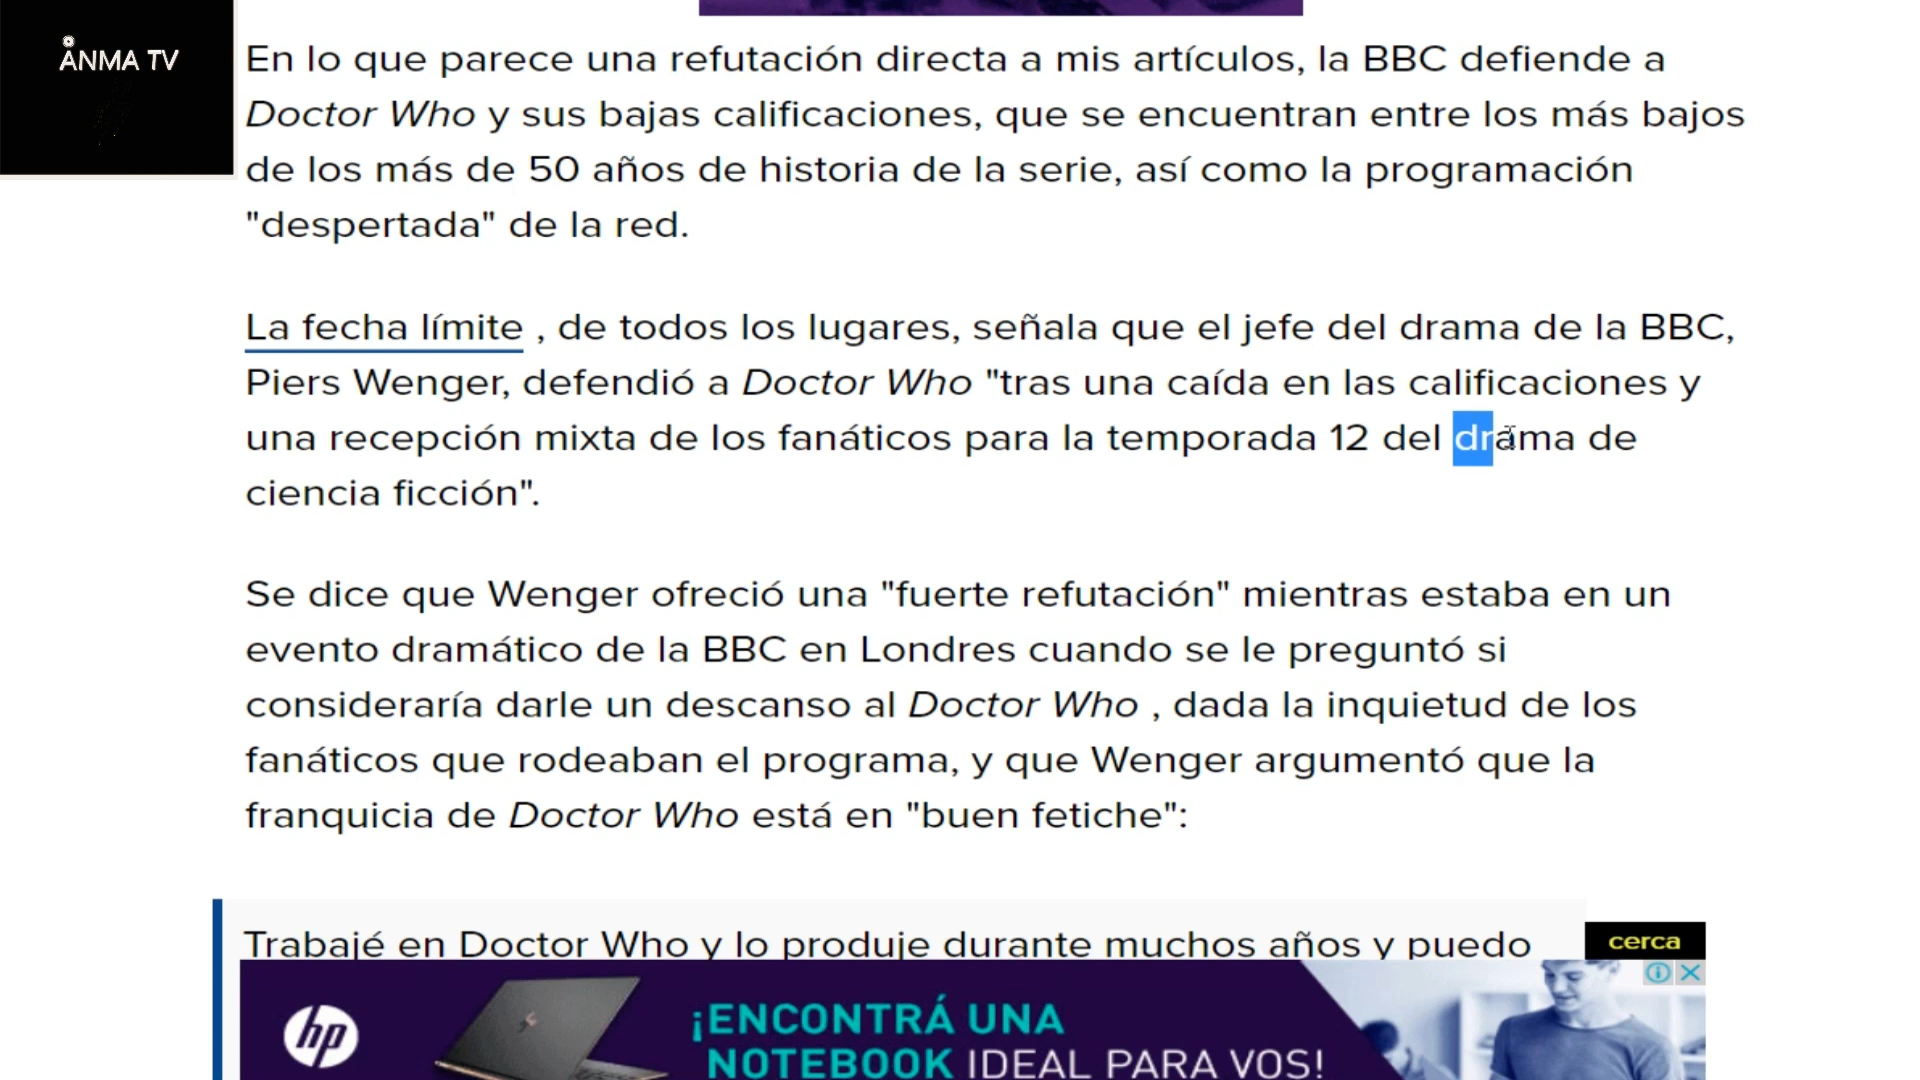 ANMA TV
En lo que parece una refutación directa a mis artículos, la BBC defiende a
Doctor Who y sus bajas calificaciones, que se encuentran entre los más bajos
de los más de 50 años de historia de la serie, así como la programación
"despertada" de la red.
La fecha límite , de todos los lugares, señala que el jefe del drama de la BBC,
Piers Wenger, defendió a Doctor Who "tras una caída en las calificaciones y
una recepción mixta de los fanáticos para la temporada 12 del drama de
ciencia ficción".
Se dice que Wenger ofreció una "fuerte refutación" mientras estaba en un
evento dramático de la BBC en Londres cuando se le preguntó si
consideraría darle un descanso al Doctor Who , dada la inquietud de los
fanáticos que rodeaban el programa, y que Wenger argumentó que la
franquicia de Doctor Who está en "buen fetiche":
Trabajé en Doctor Who y lo produje durante muchos años y puedo
cerca
hp
¡ENCONTRÁ UNA
NOTEBOOK IDEAL PARA VOS!